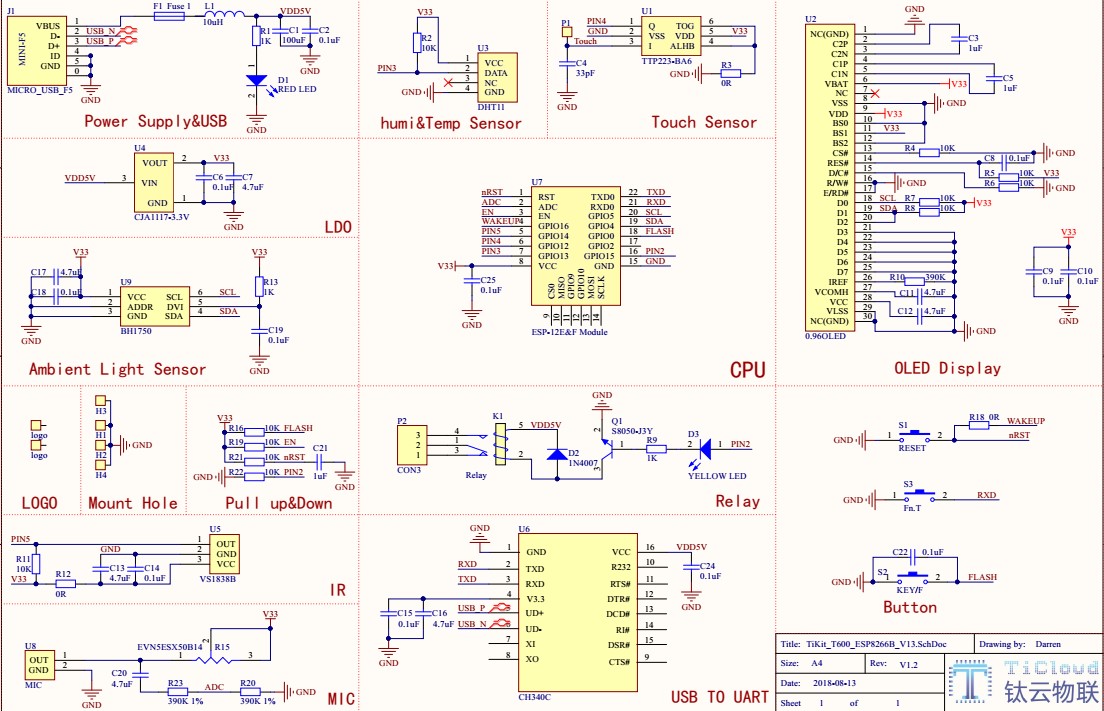 J1
MINI-F5
VBUS 1
D- 2 USB_N
D+ 3 USB_P
ID 4
GND 5
0
MICRO_USB_F5
GND
F1 Fuse 1
L1
10uH
VDD5V
R1
1K
C1
100uF
C2
0.1uF
GND
D1
RED LED
GND
Power Supply&USB
V33
R2
10K
PIN3
U3
1 VCC
2 DATA
3 NC
4 GND
GND
DHT11
humi&Temp Sensor
P1
PIN4
GND
Touch
C4
33pF
GND
U1
1 Q TOG 6
2 VSS VDD 5 V33
3 I ALHB 4
TTP223-BA6
GND
R3
0R
Touch Sensor
U4
VOUT 2
VDD5V 3 VIN
GND 1
CJA1117-3.3V
V33
C6
0.1uF
C7
4.7uF
GND
LDO
V33
C17 4.7uF
C18 0.1uF
GND
U9
1 VCC SCL 6 SCL
2 ADDR DVI 5
3 GND SDA 4 SDA
BH1750
V33
R13
1K
C19
0.1uF
GND
Ambient Light Sensor
U7
nRST 1 RST TXD0 22 TXD
ADC 2 ADC RXD0 21 RXD
EN 3 EN GPIO5 20 SCL
WAKEUP 4 GPIO16 GPIO4 19 SDA
PIN5 5 GPIO14 GPIO0 18 FLASH
PIN4 6 GPIO12 GPIO2 17
PIN3 7 GPIO13 GPIO15 16 PIN2
V33 8 VCC GND 15 GND
CS0 MISO GPIO9 GPIO10 MOSI SCLK
9 10 11 12 13 14
C25
0.1uF
GND
ESP-12E&F Module
CPU
U2
GND
NC(GND) 1
C2P 2
C2N 3
C1P 4
C1N 5
VBAT 6 V33
NC 7
VSS 8 GND
VDD 9 V33
BS0 10
BS1 11 V33
BS2 12
CS# 13 R4 10K GND
RES# 14 C8 0.1uF
D/C# 15 R5 10K V33
R/W# 16 GND R6 10K GND
E/RD# 17
D0 18 SCL R7 10K V33
D1 19 SDA R8 10K
D2 20
D3 21
D4 22
D5 23
D6 24
D7 25
IREF 26 R10 390K
VCOMH 27 C11 4.7uF
VCC 28 C12 4.7uF
VLSS 29
NC(GND) 30 GND
0.96OLED
C3
1uF
C5
1uF
V33
C9
0.1uF
C10
0.1uF
GND
OLED Display
logo
logo
LOGO
H3
H1
GND
H2
H4
Mount Hole
V33
R16 10K FLASH
R19 10K EN
R21 10K nRST
GND R22 10K PIN2
C21
1uF
GND
Pull up&Down
P2
3
2
1
CON3
4
1
3
K1
5
2
Relay
VDD5V
D2
1N4007
GND
Q1
S8050-J3Y
2
1
3
R9
1K
D3
2 1 PIN2
YELLOW LED
Relay
S1
GND 1 2
RESET
R18 0R WAKEUP
nRST
S3
GND 1 2 RXD
Fn.T
C22 0.1uF
S2
GND 1 2 FLASH
KEY/F
Button
PIN5
R11
10K
V33
R12
0R
GND
C13
4.7uF
C14
0.1uF
U5
1 OUT
2 GND
3 VCC
VS1838B
IR
U8
OUT 1
GND 2
MIC
GND
C20
4.7uF
EVN5ESX50B14 R15
1 2 3
V33
R23
390K 1%
ADC
R20
390K 1%
GND
MIC
U6
GND
1 GND VCC 16 VDD5V
RXD 2 TXD R232 10
TXD 3 RXD RTS# 11
4 V3.3 DTR# 12
USB_P 5 UD+ DCD# 13
USB_N 6 UD- RI# 14
7 XI DSR# 15
8 XO CTS# 9
CH340C
C15
0.1uF
C16
4.7uF
GND
C24
0.1uF
GND
USB TO UART
Title: TiKit_T600_ESP8266B_V13.SchDoc Drawing by: Darren
Size: A4 Rev: V1.2
Date: 2018-08-13
Sheet 1 of 1
TiCloud
钛云物联